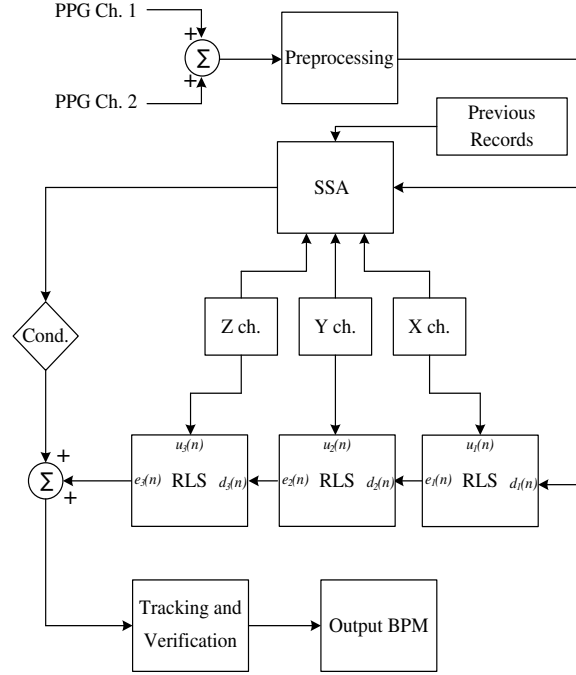 PPG Ch. 1
+
Σ
+
PPG Ch. 2
Preprocessing
Previous
Records
SSA
Z ch.
Y ch.
X ch.
Cond.
+
Σ
+
u3(n)
e3(n) RLS d3(n)
u2(n)
e2(n) RLS d2(n)
u1(n)
e1(n) RLS d1(n)
Tracking and
Verification
Output BPM